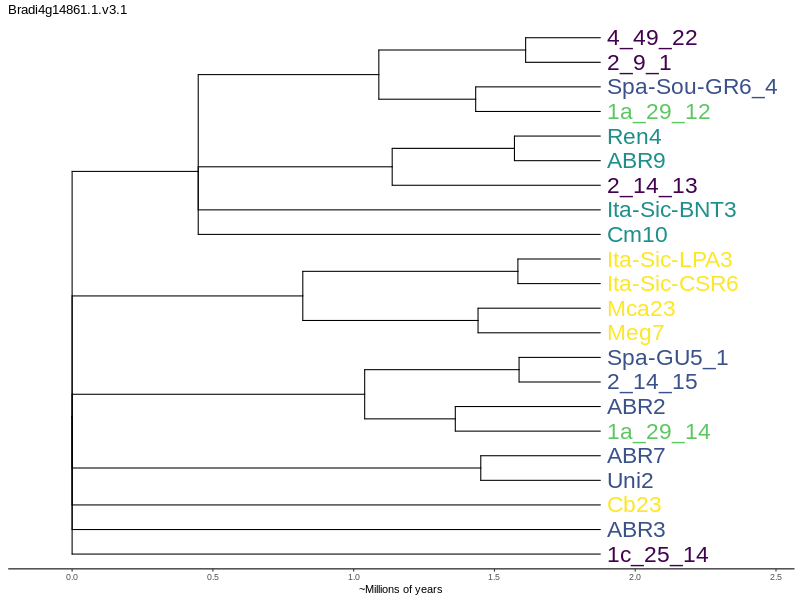 Bradi4g14861.1.v3.1
4_49_22
2_9_1
Spa-Sou-GR6_4
1a_29_12
Ren4
ABR9
2_14_13
Ita-Sic-BNT3
Cm10
Ita-Sic-LPA3
Ita-Sic-CSR6
Mca23
Meg7
Spa-GU5_1
2_14_15
ABR2
1a_29_14
ABR7
Uni2
Cb23
ABR3
1c_25_14
0.0 0.5 1.0 1.5 2.0 2.5
~Millions of years